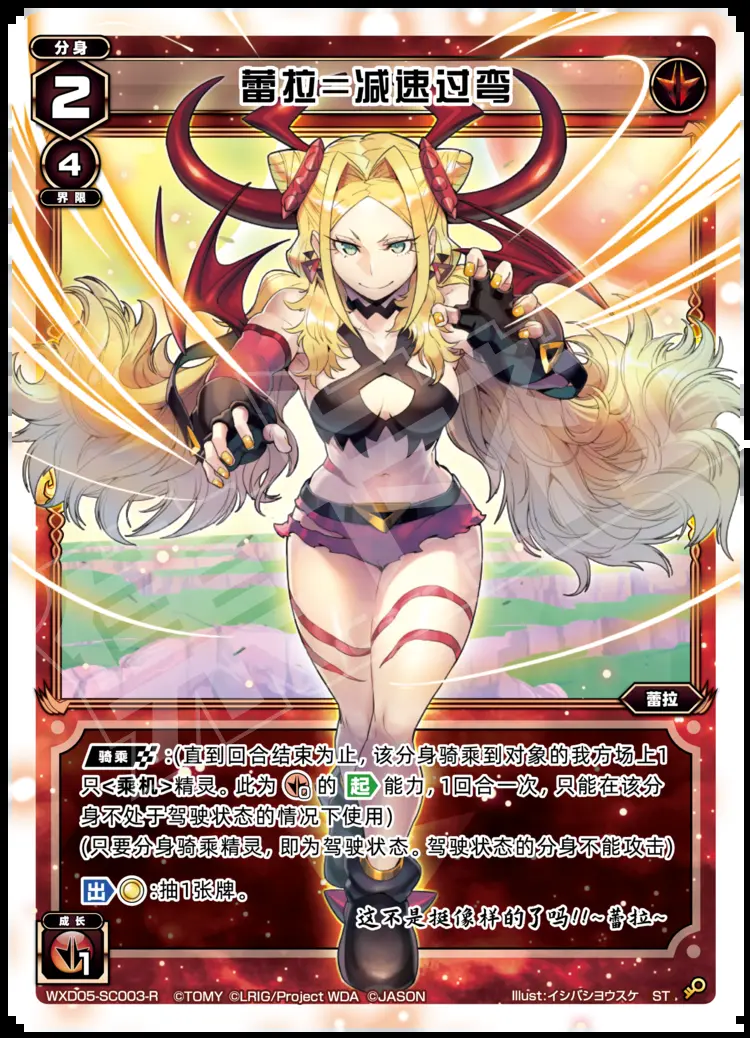 分身
2
蕾拉=减速过弯
4
界限
蕾拉
骑乘:(直到回合结束为止,该分身骑乘到对象的我方场上1
只<乘机>精灵。此为 的 起 能力,1回合一次,只能在该分
身不处于驾驶状态的情况下使用)
(只要分身骑乘精灵,即为驾驶状态。驾驶状态的分身不能攻击)
出 :抽1张牌。
这不是挺像样的了吗!!~蕾拉~
成长
1
WXD05-SC003-R ©TOMY ©LRIG/Project WDA ©JASON Illust:イシバシヨウスケ ST